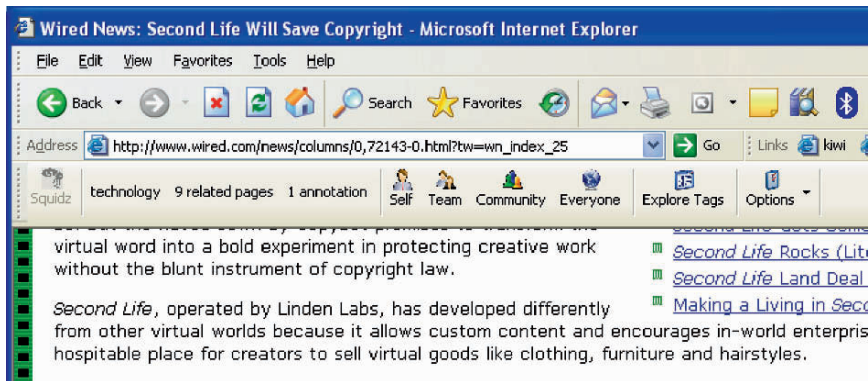 Wired News: Second Life Will Save Copyright - Microsoft Internet Explorer
File Edit View Favorites Tools Help
Back Search Favorites
Address http://www.wired.com/news/columns/0,72143-0.html?tw=wn_index_25 Go Links kiwi
Squidz technology 9 related pages 1 annotation Self Team Community Everyone Explore Tags Options
virtual word into a bold experiment in protecting creative work
without the blunt instrument of copyright law.
Second Life Rocks (Lit
Second Life Land Deal
Making a Living in Seco
Second Life, operated by Linden Labs, has developed differently
from other virtual worlds because it allows custom content and encourages in-world enterpris
hospitable place for creators to sell virtual goods like clothing, furniture and hairstyles.